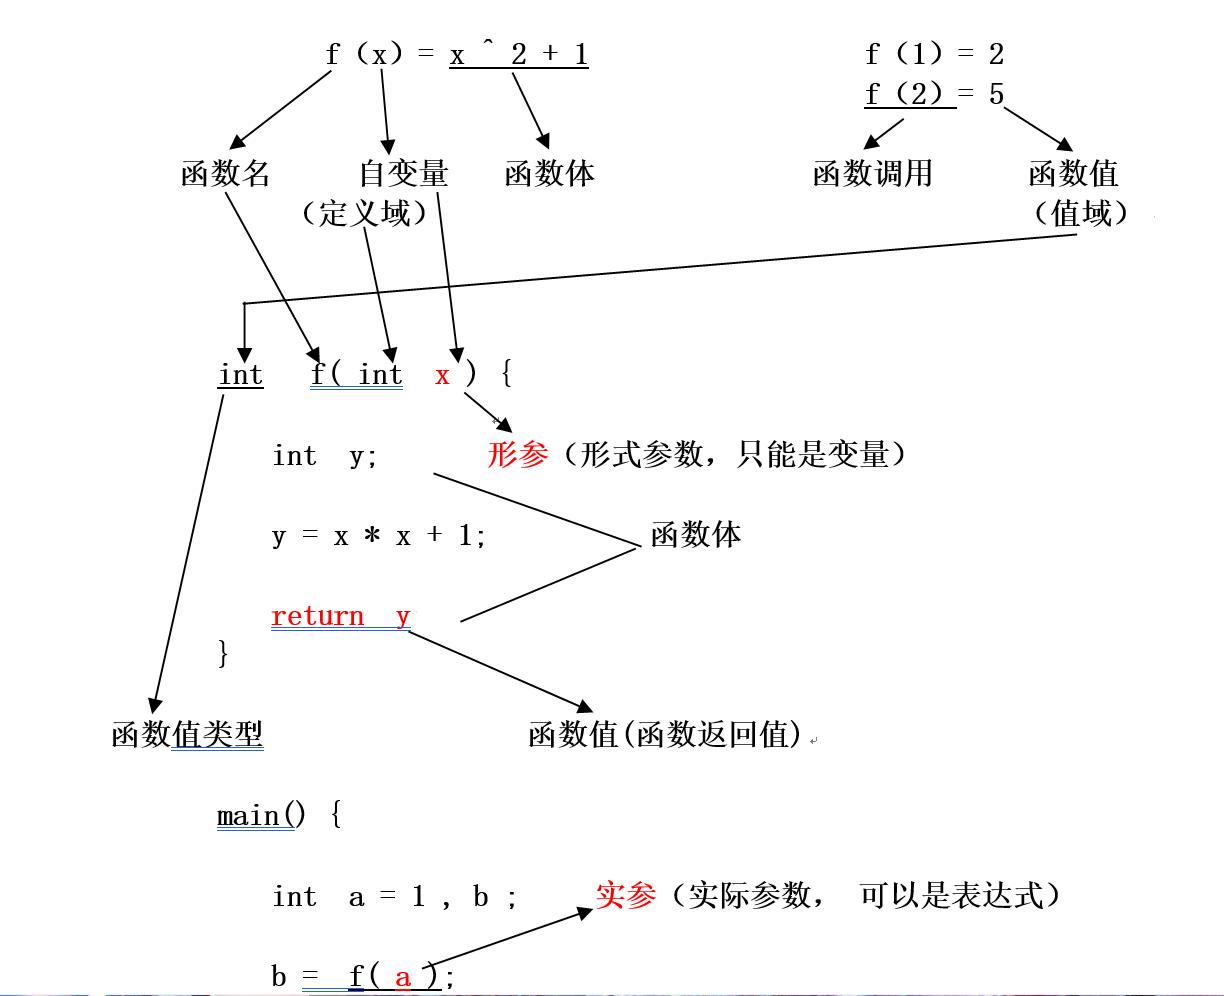 f（x）= x ^ 2 + 1 f（1）= 2
f（2）= 5
函数名 自变量 函数体 函数调用 函数值
（定义域） （值域）
int f( int x ) {
int y; 形参（形式参数，只能是变量）
y = x * x + 1; 函数体
return y
}
函数值类型 函数值(函数返回值)
main() {
int a = 1 , b ; 实参（实际参数， 可以是表达式）
b = f( a );